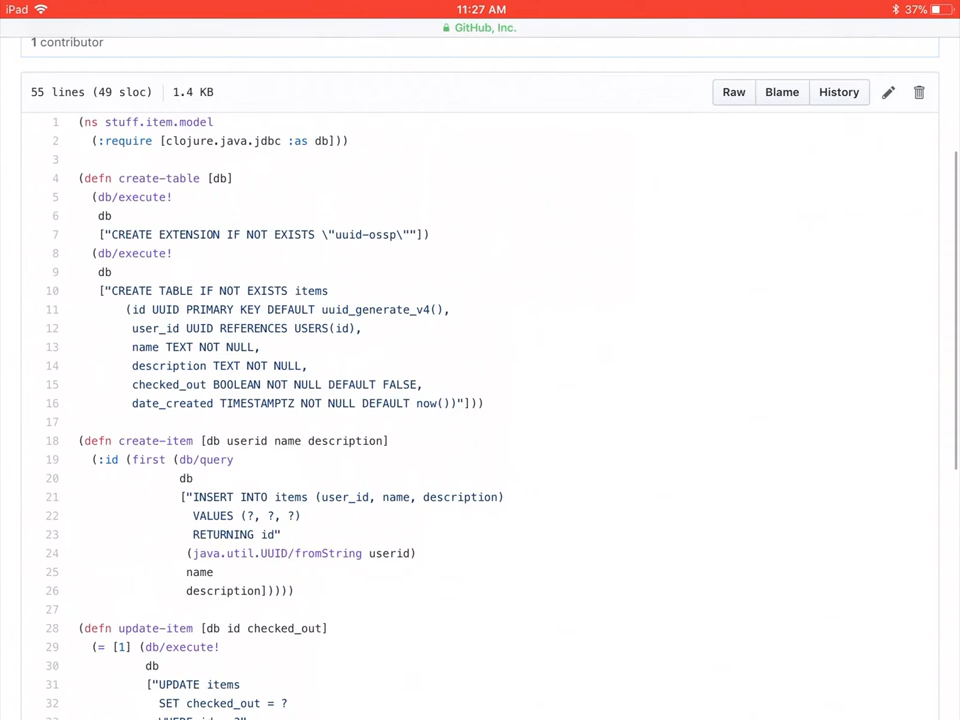 iPad 11:27 AM 37%
GitHub, Inc.
1 contributor
55 lines (49 sloc) 1.4 KB Raw Blame History
1 (ns stuff.item.model
2 (:require [clojure.java.jdbc :as db]))
3
4 (defn create-table [db]
5 (db/execute!
6 db
7 ["CREATE EXTENSION IF NOT EXISTS \"uuid-ossp\""])
8 (db/execute!
9 db
10 ["CREATE TABLE IF NOT EXISTS items
11 (id UUID PRIMARY KEY DEFAULT uuid_generate_v4(),
12 user_id UUID REFERENCES USERS(id),
13 name TEXT NOT NULL,
14 description TEXT NOT NULL,
15 checked_out BOOLEAN NOT NULL DEFAULT FALSE,
16 date_created TIMESTAMPTZ NOT NULL DEFAULT now())"]))
17
18 (defn create-item [db userid name description]
19 (:id (first (db/query
20 db
21 ["INSERT INTO items (user_id, name, description)
22 VALUES (?, ?, ?)
23 RETURNING id"
24 (java.util.UUID/fromString userid)
25 name
26 description]))))
27
28 (defn update-item [db id checked_out]
29 (= [1] (db/execute!
30 db
31 ["UPDATE items
32 SET checked_out = ?